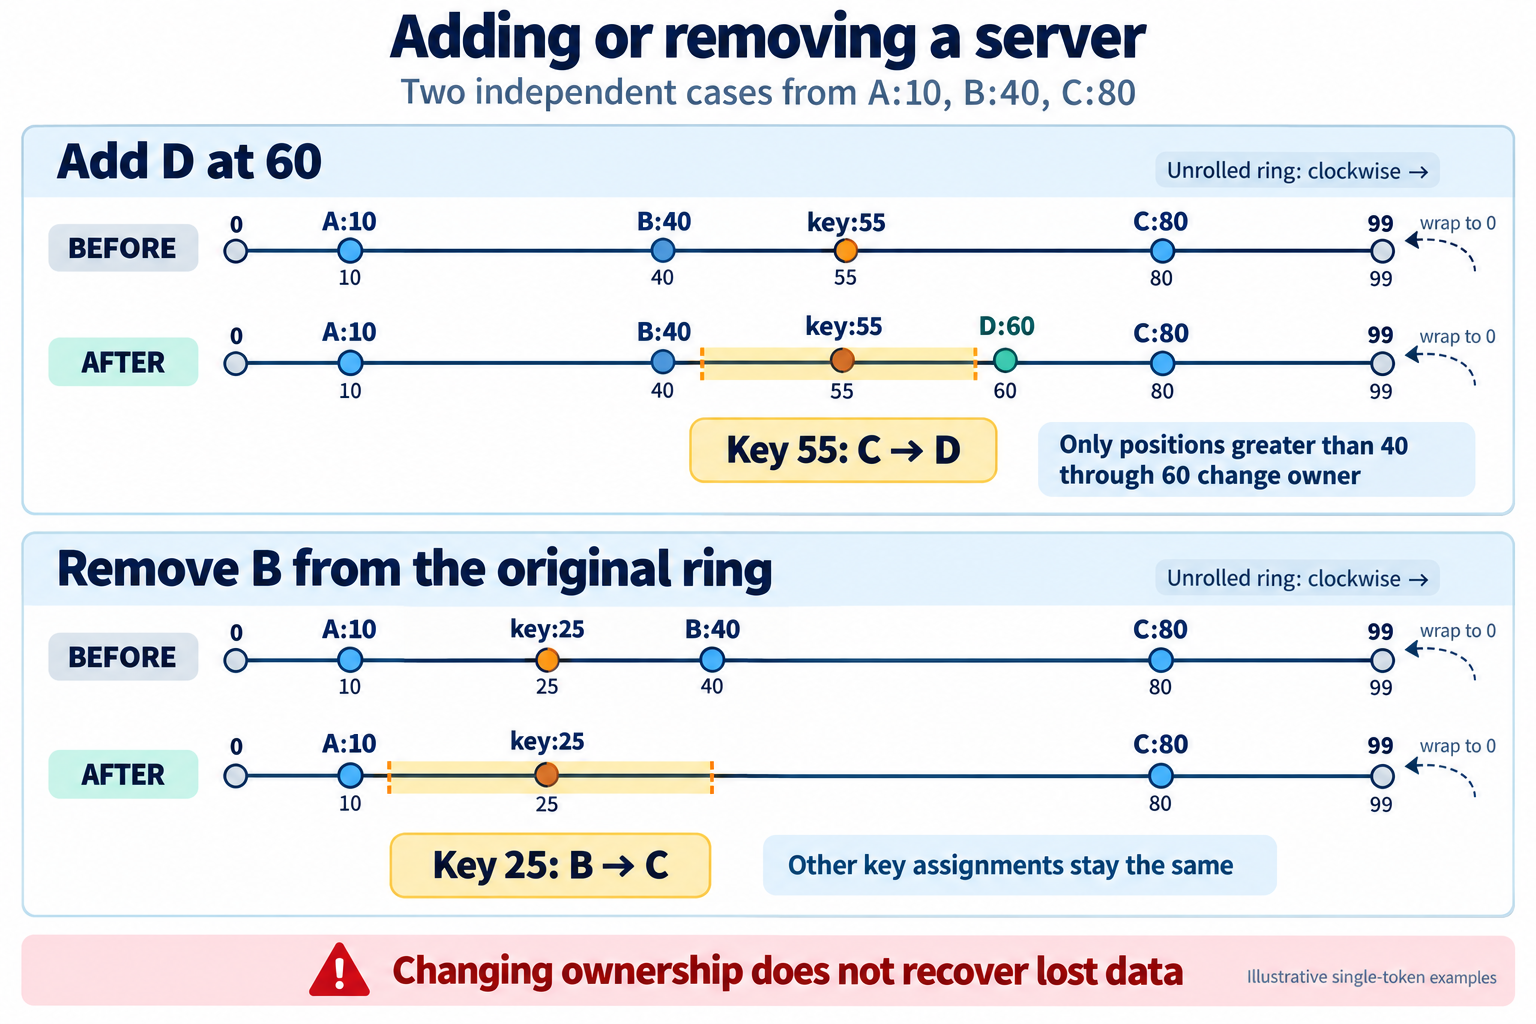 Adding or removing a server
Two independent cases from A:10, B:40, C:80
Add D at 60
Unrolled ring: clockwise →
BEFORE
0
A:10
B:40
key:55
C:80
99
wrap to 0
10
40
55
80
99
AFTER
0
A:10
B:40
key:55
D:60
C:80
99
wrap to 0
10
40
55
60
80
99
Key 55: C → D
Only positions greater than 40
through 60 change owner
Remove B from the original ring
Unrolled ring: clockwise →
BEFORE
0
A:10
key:25
B:40
C:80
99
wrap to 0
10
25
40
80
99
AFTER
0
A:10
key:25
C:80
99
wrap to 0
10
25
80
99
Key 25: B → C
Other key assignments stay the same
Changing ownership does not recover lost data
Illustrative single-token examples